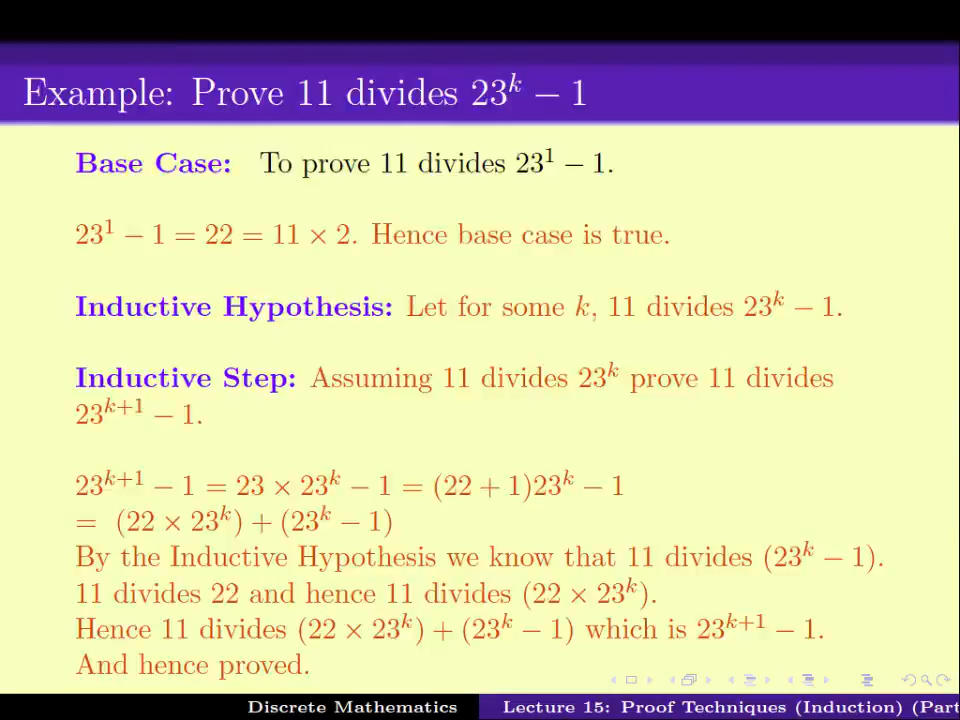 Example: Prove 11 divides 23^k − 1
Base Case: To prove 11 divides 23^1 − 1.
23^1 − 1 = 22 = 11 × 2. Hence base case is true.
Inductive Hypothesis: Let for some k, 11 divides 23^k − 1.
Inductive Step: Assuming 11 divides 23^k prove 11 divides
23^{k+1} − 1.
23^{k+1} − 1 = 23 × 23^k − 1 = (22 + 1)23^k − 1
= (22 × 23^k) + (23^k − 1)
By the Inductive Hypothesis we know that 11 divides (23^k − 1).
11 divides 22 and hence 11 divides (22 × 23^k).
Hence 11 divides (22 × 23^k) + (23^k − 1) which is 23^{k+1} − 1.
And hence proved.
Discrete Mathematics Lecture 15: Proof Techniques (Induction) (Part